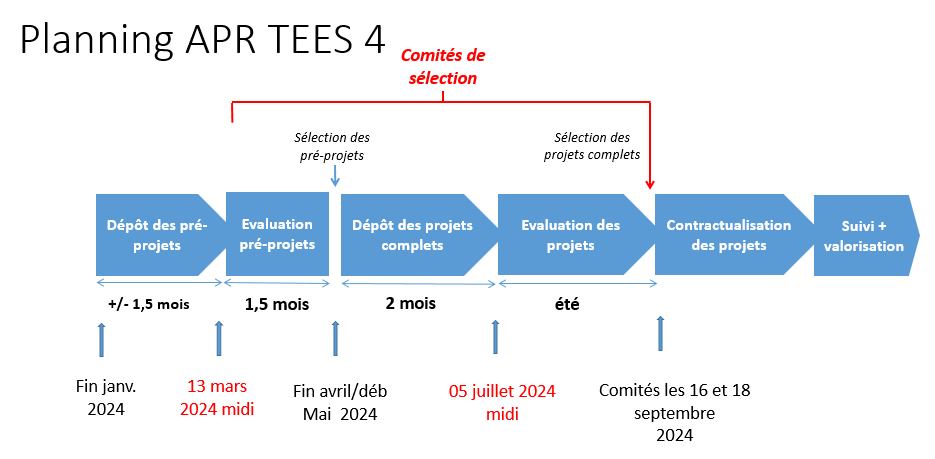 Planning APR TEES 4
Comités de
sélection
Sélection des
pré-projets
Sélection des
projets complets
Dépôt des pré-
projets
Evaluation
pré-projets
Dépôt des projets
complets
Evaluation des
projets
Contractualisation
des projets
Suivi +
valorisation
+/- 1,5 mois
1,5 mois
2 mois
été
Fin janv.
2024
13 mars
2024 midi
Fin avril/déb
Mai 2024
05 juillet 2024
midi
Comités les 16 et 18
septembre
2024